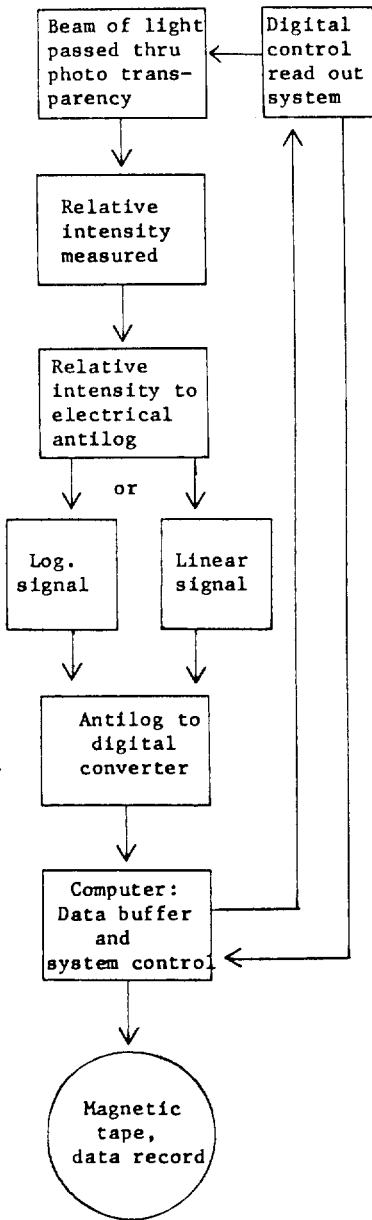 Beam of light
passed thru
photo trans-
parency
Digital
control
read out
system
Relative
intensity
measured
Relative
intensity to
electrical
antilog
or
Log.
signal
Linear
signal
Antilog to
digital
converter
Computer:
Data buffer
and
system control
Magnetic
tape,
data record